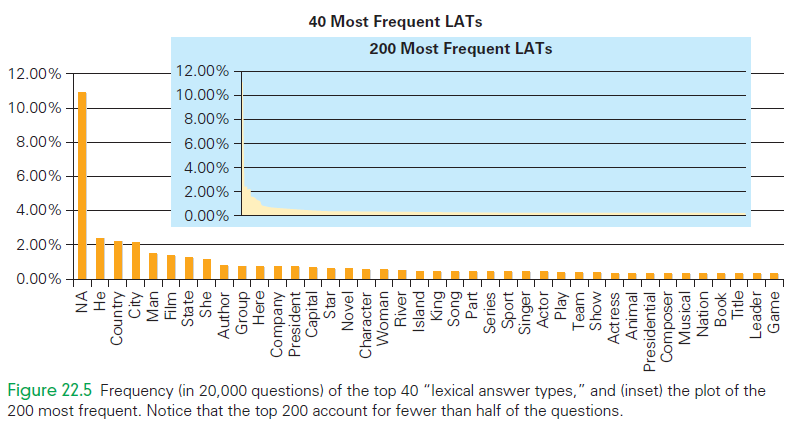 40 Most Frequent LATs
200 Most Frequent LATs
12.00%
10.00%
8.00%
6.00%
4.00%
2.00%
0.00%
12.00%
10.00%
8.00%
6.00%
4.00%
2.00%
0.00%
NA
He
Country
City
Man
Film
State
She
Author
Group
Here
Company
President
Capital
Star
Novel
Character
Woman
River
Island
King
Song
Part
Series
Sport
Singer
Actor
Play
Team
Show
Actress
Animal
Presidential
Composer
Musical
Nation
Book
Title
Leader
Game
Figure 22.5 Frequency (in 20,000 questions) of the top 40 “lexical answer types,” and (inset) the plot of the
200 most frequent. Notice that the top 200 account for fewer than half of the questions.